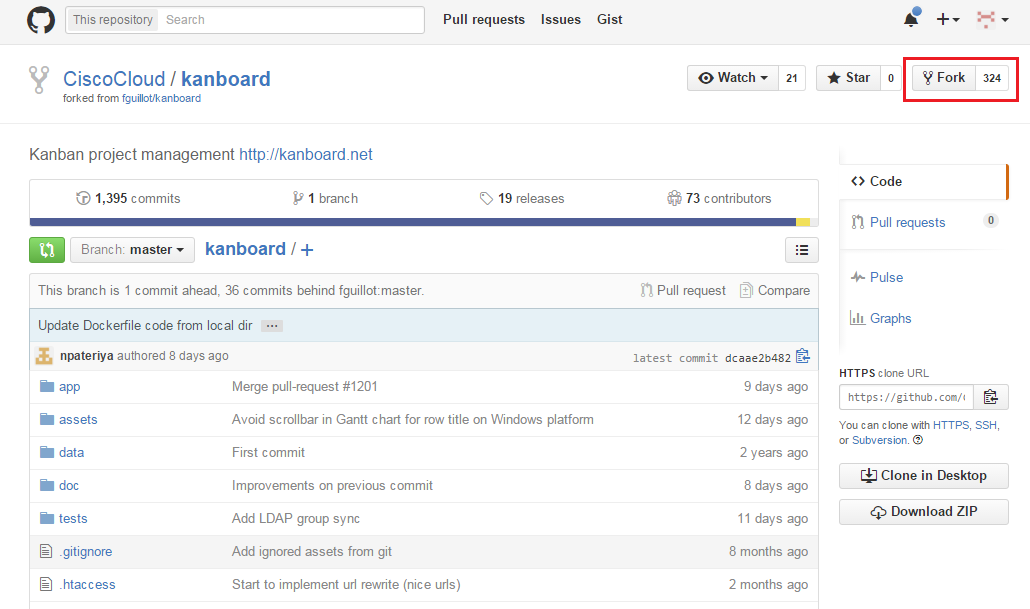 This repository Search Pull requests Issues Gist
CiscoCloud / kanboard Watch 21 Star 0 Fork 324
forked from fguillot/kanboard
Kanban project management http://kanboard.net
1,395 commits 1 branch 19 releases 73 contributors
Branch: master kanboard / +
This branch is 1 commit ahead, 36 commits behind fguillot:master. Pull request Compare
Update Dockerfile code from local dir ...
npateriya authored 8 days ago latest commit dcaae2b482
app Merge pull-request #1201 9 days ago
assets Avoid scrollbar in Gantt chart for row title on Windows platform 12 days ago
data First commit 2 years ago
doc Improvements on previous commit 8 days ago
tests Add LDAP group sync 11 days ago
.gitignore Add ignored assets from git 8 months ago
.htaccess Start to implement url rewrite (nice urls) 2 months ago
Code
Pull requests 0
Pulse
Graphs
HTTPS clone URL
https://github.com/
You can clone with HTTPS, SSH,
or Subversion.
Clone in Desktop
Download ZIP